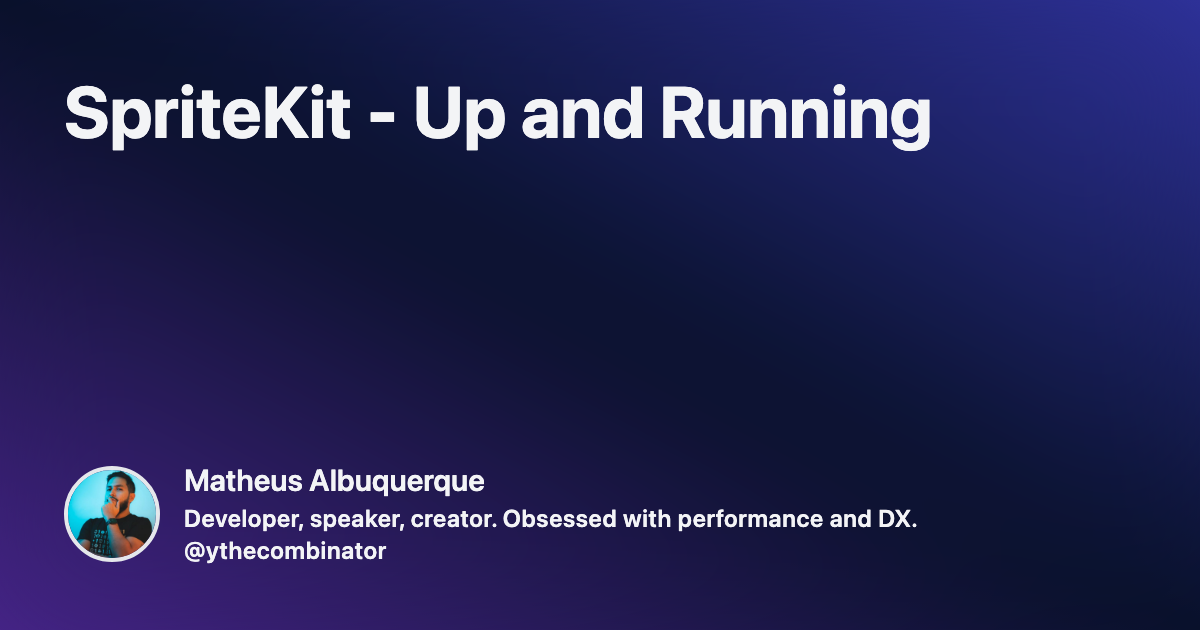 SpriteKit - Up and Running
Matheus Albuquerque
Developer, speaker, creator. Obsessed with performance and DX.
@ythecombinator